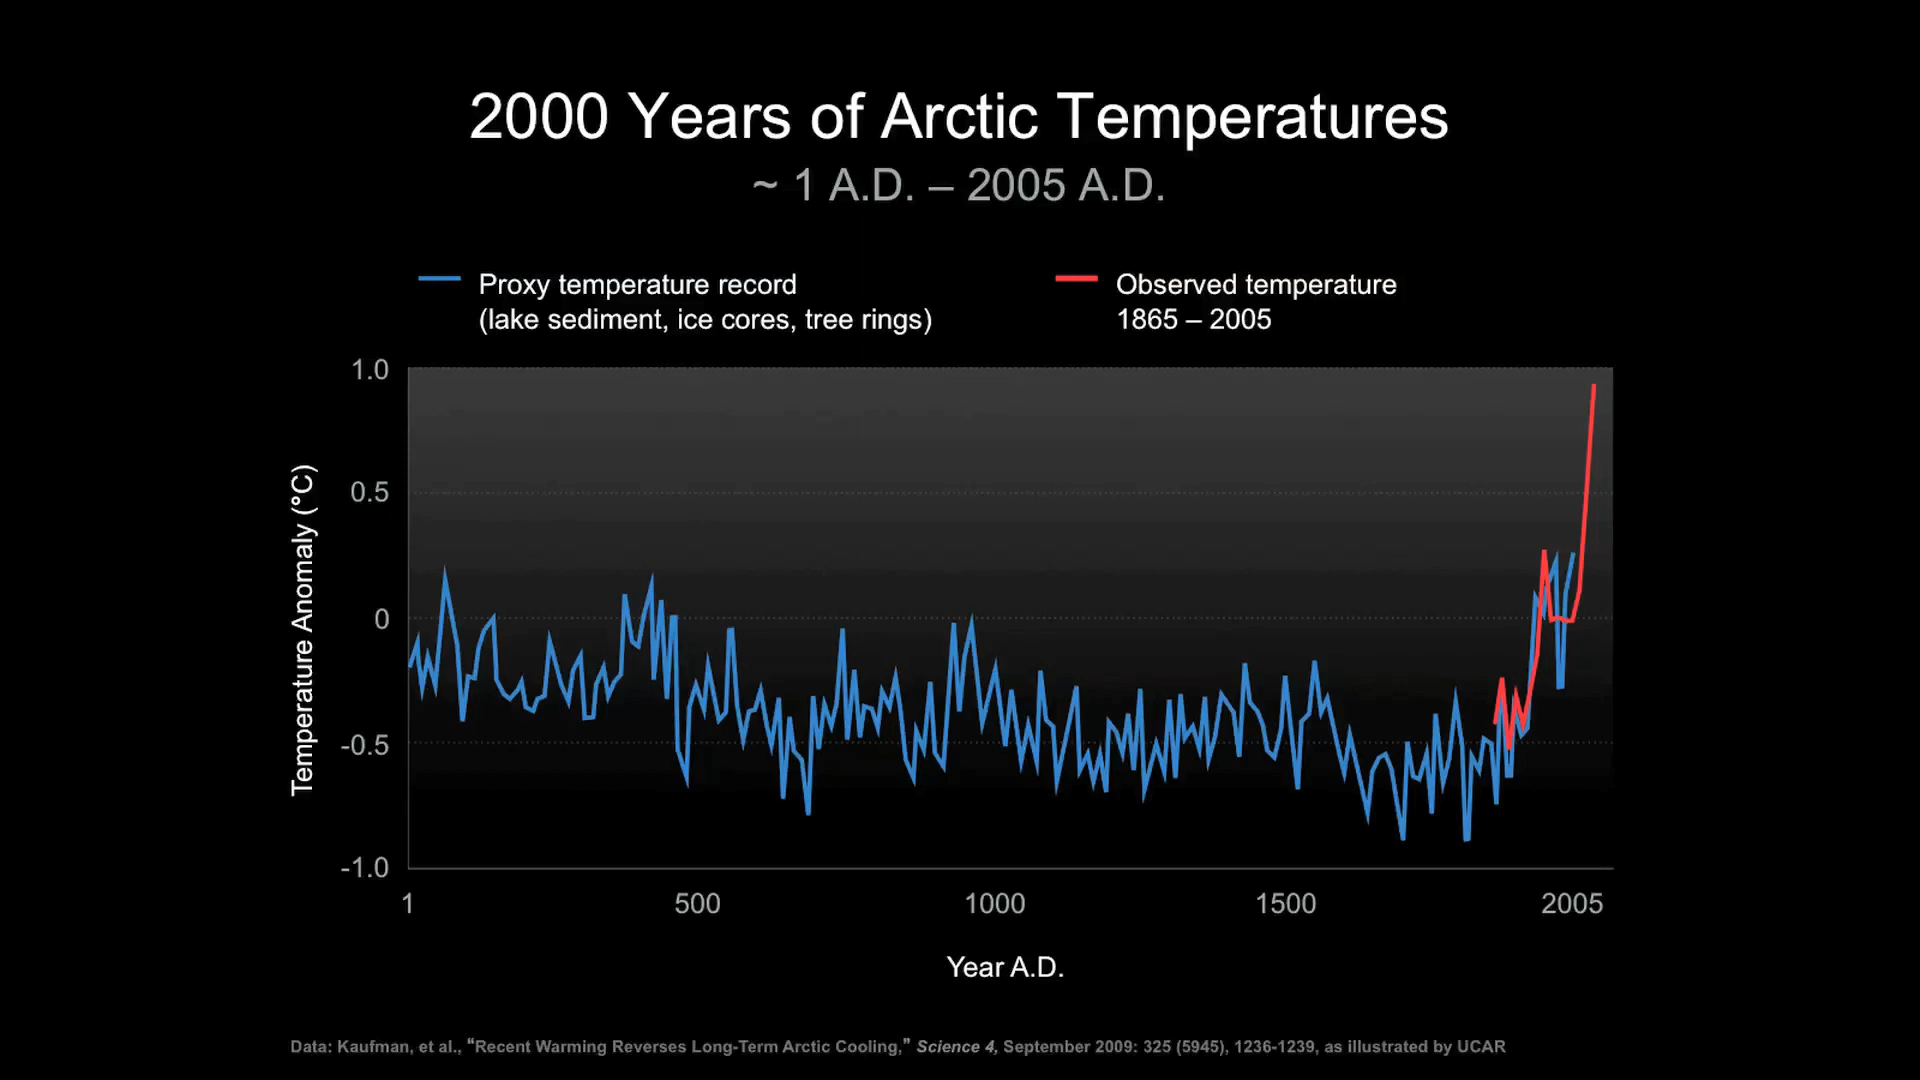 2000 Years of Arctic Temperatures
~ 1 A.D. – 2005 A.D.
Proxy temperature record
(lake sediment, ice cores, tree rings)
Observed temperature
1865 – 2005
Temperature Anomaly (°C)
1.0
0.5
0
-0.5
-1.0
1 500 1000 1500 2005
Year A.D.
Data: Kaufman, et al., “Recent Warming Reverses Long-Term Arctic Cooling,” Science 4, September 2009: 325 (5945), 1236-1239, as illustrated by UCAR